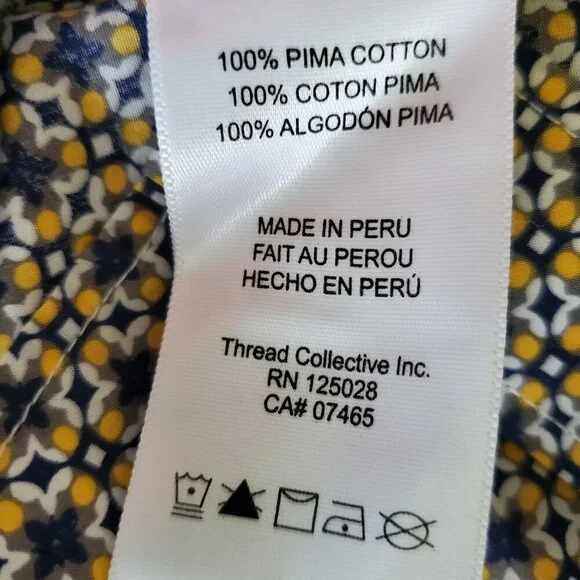 100% PIMA COTTON
100% COTON PIMA
100% ALGODÓN PIMA
MADE IN PERU
FAIT AU PEROU
HECHO EN PERÚ
Thread Collective Inc.
RN 125028
CA# 07465